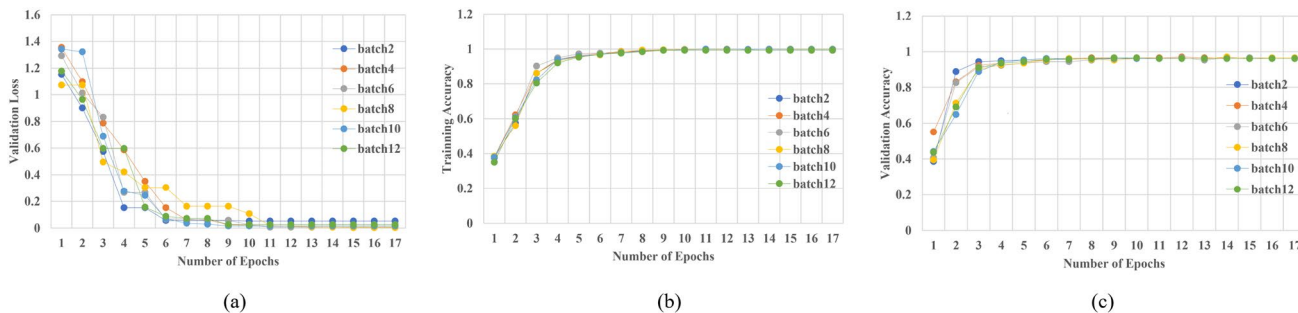 1.6
1.4
1.2
1
0.8
0.6
0.4
0.2
0
Validation Loss
batch2
batch4
batch6
batch8
batch10
batch12
1 2 3 4 5 6 7 8 9 10 11 12 13 14 15 16 17
Number of Epochs
(a)
1.2
1
0.8
0.6
0.4
0.2
0
Trainning Accuracy
batch2
batch4
batch6
batch8
batch10
batch12
1 2 3 4 5 6 7 8 9 10 11 12 13 14 15 16 17
Number of Epochs
(b)
1.2
1
0.8
0.6
0.4
0.2
0
Validation Accuracy
batch2
batch4
batch6
batch8
batch10
batch12
1 2 3 4 5 6 7 8 9 10 11 12 13 14 15 16 17
Number of Epochs
(c)